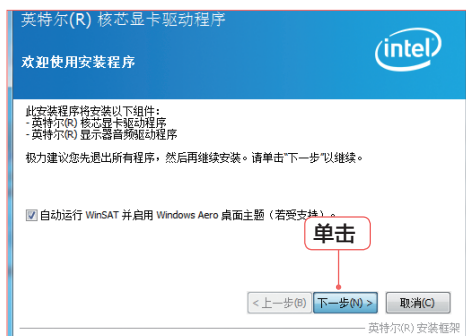 英特尔(R) 核芯显卡驱动程序
欢迎使用安装程序
intel
此安装程序将安装以下组件:
- 英特尔(R) 核芯显卡驱动程序
- 英特尔(R) 显示器音频驱动程序
极力建议您先退出所有程序，然后再继续安装。请单击"下一步"以继续。
自动运行 WinSAT 并启用 Windows Aero 桌面主题（若受支持）。
单击
<上一步(B) 下一步(N)> 取消(C)
英特尔(R) 安装框架